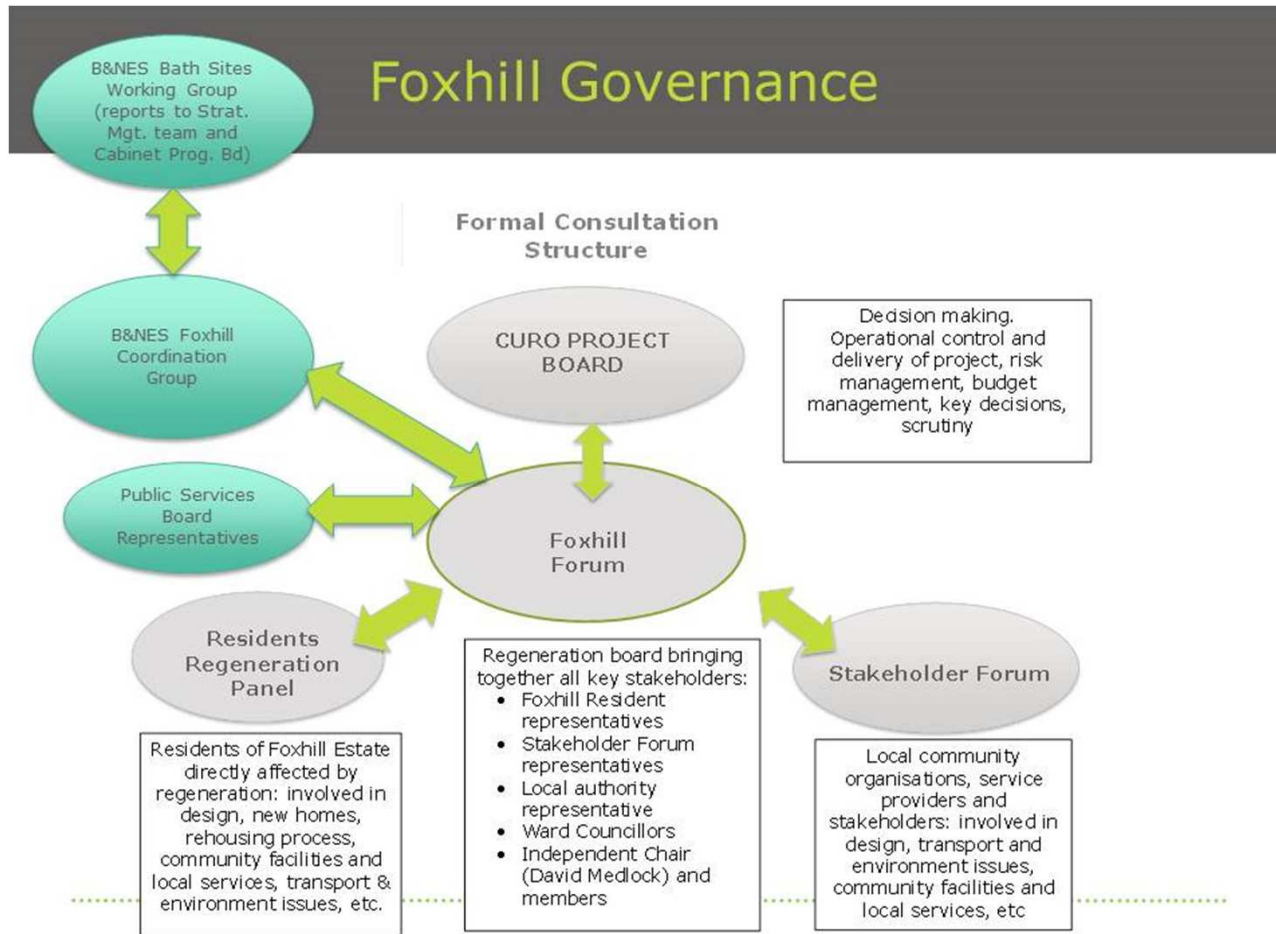 Foxhill Governance
B&NES Bath Sites
Working Group
(reports to Strat.
Mgt. team and
Cabinet Prog. Bd)
Formal Consultation
Structure
B&NES Foxhill
Coordination
Group
CURO PROJECT
BOARD
Decision making.
Operational control and
delivery of project, risk
management, budget
management, key decisions,
scrutiny
Public Services
Board
Representatives
Foxhill
Forum
Residents
Regeneration
Panel
Regeneration board bringing
together all key stakeholders:
• Foxhill Resident
representatives
• Stakeholder Forum
representatives
• Local authority
representative
• Ward Councillors
• Independent Chair
(David Medlock) and
members
Stakeholder Forum
Residents of Foxhill Estate
directly affected by
regeneration: involved in
design, new homes,
rehousing process,
community facilities and
local services, transport &
environment issues, etc.
Local community
organisations, service
providers and
stakeholders: involved in
design, transport and
environment issues,
community facilities and
local services, etc